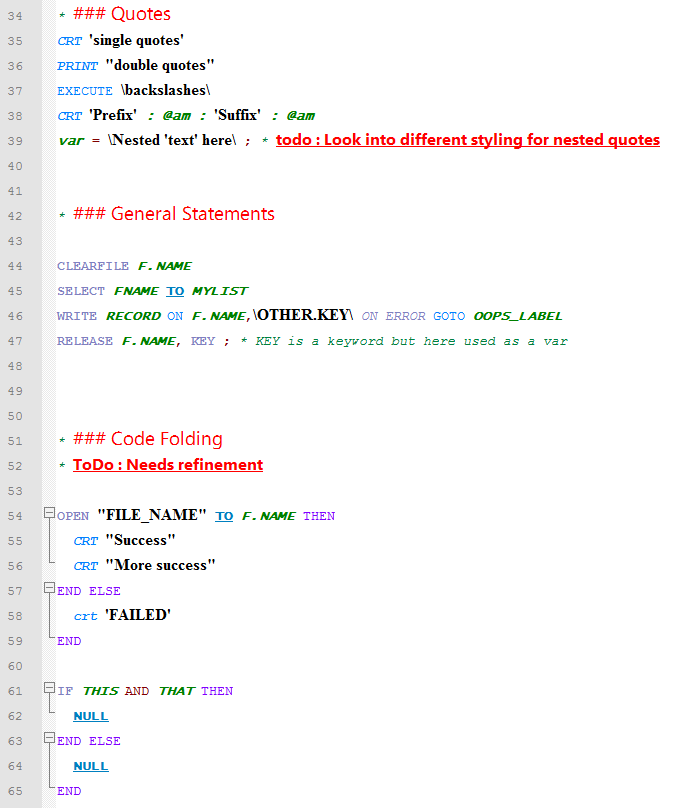 34 * ### Quotes
35 CRT 'single quotes'
36 PRINT "double quotes"
37 EXECUTE \backslashes\
38 CRT 'Prefix' : @am : 'Suffix' : @am
39 var = \Nested 'text' here\ ; * todo : Look into different styling for nested quotes
40
41
42 * ### General Statements
43
44 CLEARFILE F.NAME
45 SELECT FNAME TO MYLIST
46 WRITE RECORD ON F.NAME,\OTHER.KEY\ ON ERROR GOTO OOPS_LABEL
47 RELEASE F.NAME, KEY ; * KEY is a keyword but here used as a var
48
49
50
51 * ### Code Folding
52 * ToDo : Needs refinement
53
54 OPEN "FILE_NAME" TO F.NAME THEN
55 CRT "Success"
56 CRT "More success"
57 END ELSE
58 crt 'FAILED'
59 END
60
61 IF THIS AND THAT THEN
62 NULL
63 END ELSE
64 NULL
65 END